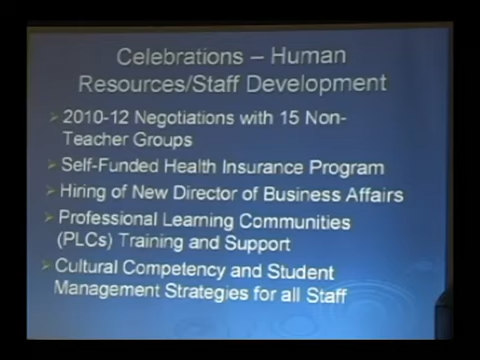 Celebrations – Human
Resources/Staff Development
2010-12 Negotiations with 15 Non-
Teacher Groups
Self-Funded Health Insurance Program
Hiring of New Director of Business Affairs
Professional Learning Communities
(PLCs) Training and Support
Cultural Competency and Student
Management Strategies for all Staff